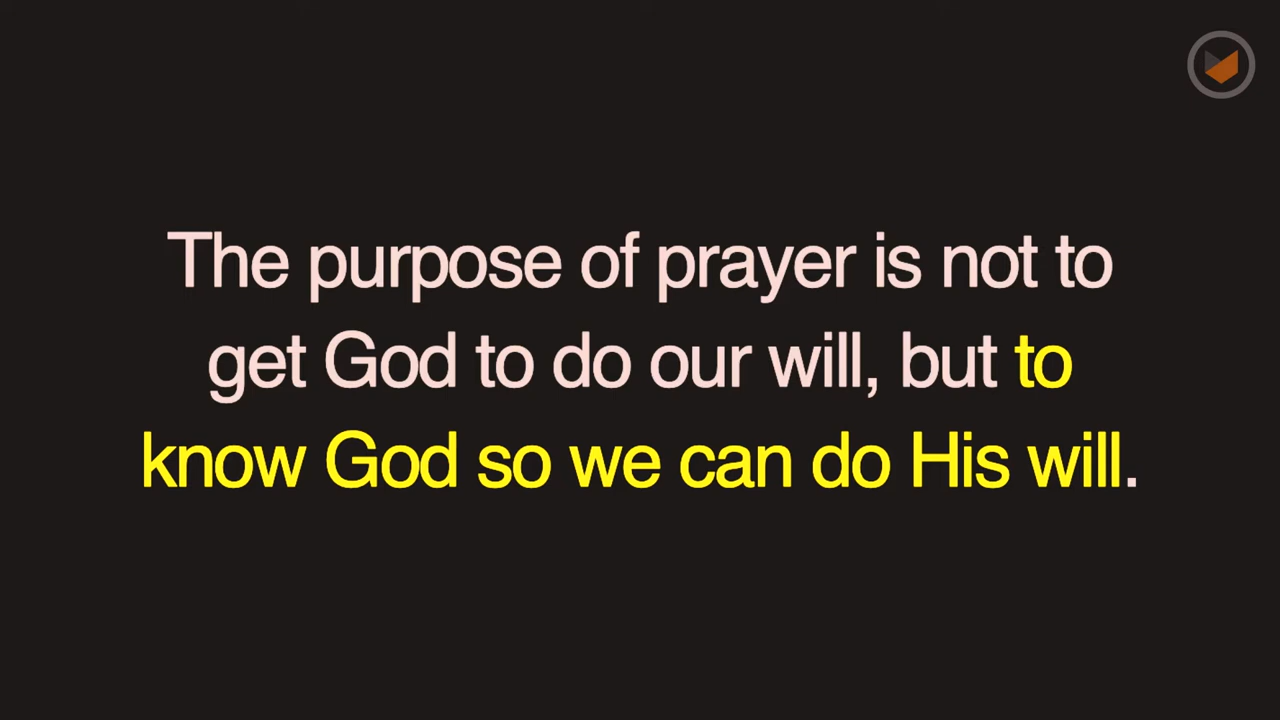 The purpose of prayer is not to
get God to do our will, but to
know God so we can do His will.